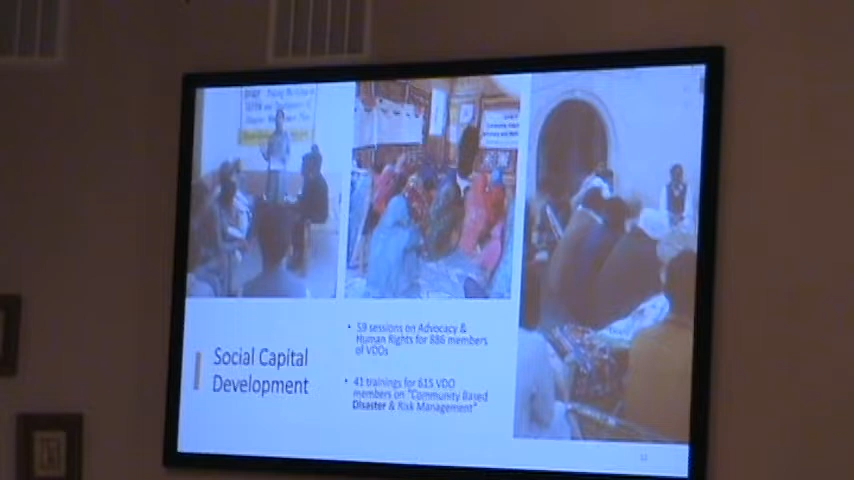 Social Capital
Development
• 59 sessions on Advocacy &
Human Rights for 886 members
of VDOs
• 41 trainings for 615 VDO
members on "Community Based
Disaster & Risk Management"